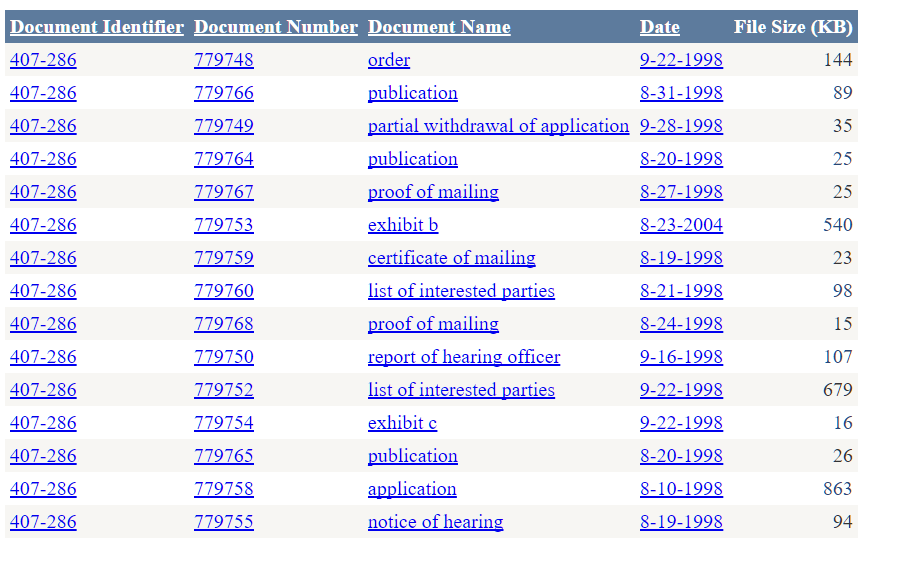 Document Identifier Document Number Document Name Date File Size (KB)
407-286 779748 order 9-22-1998 144
407-286 779766 publication 8-31-1998 89
407-286 779749 partial withdrawal of application 9-28-1998 35
407-286 779764 publication 8-20-1998 25
407-286 779767 proof of mailing 8-27-1998 25
407-286 779753 exhibit b 8-23-2004 540
407-286 779759 certificate of mailing 8-19-1998 23
407-286 779760 list of interested parties 8-21-1998 98
407-286 779768 proof of mailing 8-24-1998 15
407-286 779750 report of hearing officer 9-16-1998 107
407-286 779752 list of interested parties 9-22-1998 679
407-286 779754 exhibit c 9-22-1998 16
407-286 779765 publication 8-20-1998 26
407-286 779758 application 8-10-1998 863
407-286 779755 notice of hearing 8-19-1998 94